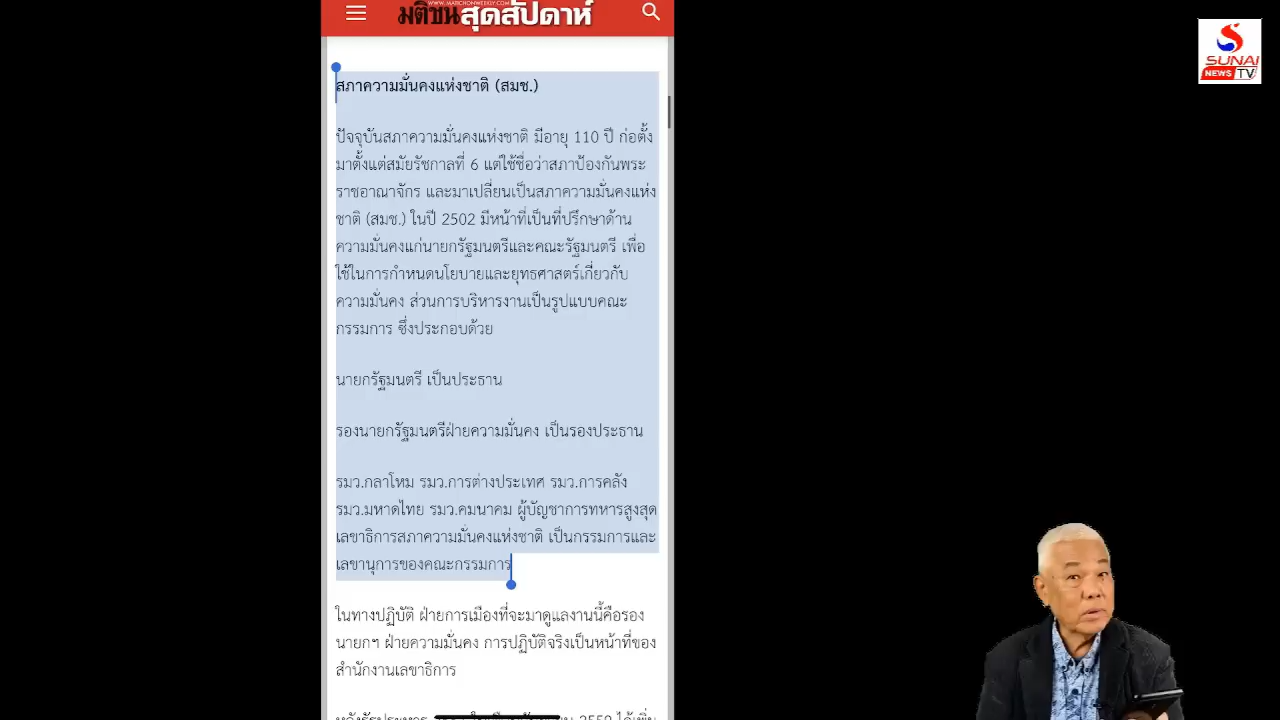 WWW.MATICHONWEEKLY.COM
มติชนสุดสัปดาห์
SUNAI
NEWS TV
สภาความมั่นคงแห่งชาติ (สมช.)
ปัจจุบันสภาความมั่นคงแห่งชาติ มีอายุ 110 ปี ก่อตั้ง
มาตั้งแต่สมัยรัชกาลที่ 6 แต่ใช้ชื่อว่าสภาป้องกันพระ
ราชอาณาจักร และมาเปลี่ยนเป็นสภาความมั่นคงแห่ง
ชาติ (สมช.) ในปี 2502 มีหน้าที่เป็นที่ปรึกษาด้าน
ความมั่นคงแก่นายกรัฐมนตรีและคณะรัฐมนตรี เพื่อ
ใช้ในการกำหนดนโยบายและยุทธศาสตร์เกี่ยวกับ
ความมั่นคง ส่วนการบริหารงานเป็นรูปแบบคณะ
กรรมการ ซึ่งประกอบด้วย
นายกรัฐมนตรี เป็นประธาน
รองนายกรัฐมนตรีฝ่ายความมั่นคง เป็นรองประธาน
รมว.กลาโหม รมว.การต่างประเทศ รมว.การคลัง
รมว.มหาดไทย รมว.คมนาคม ผู้บัญชาการทหารสูงสุด
เลขาธิการสภาความมั่นคงแห่งชาติ เป็นกรรมการและ
เลขานุการของคณะกรรมการ
ในทางปฏิบัติ ฝ่ายการเมืองที่จะมาดูแลงานนี้คือรอง
นายกฯ ฝ่ายความมั่นคง การปฏิบัติจริงเป็นหน้าที่ของ
สำนักงานเลขาธิการ
หลังรัฐประหาร 2559 ได้เพิ่ม